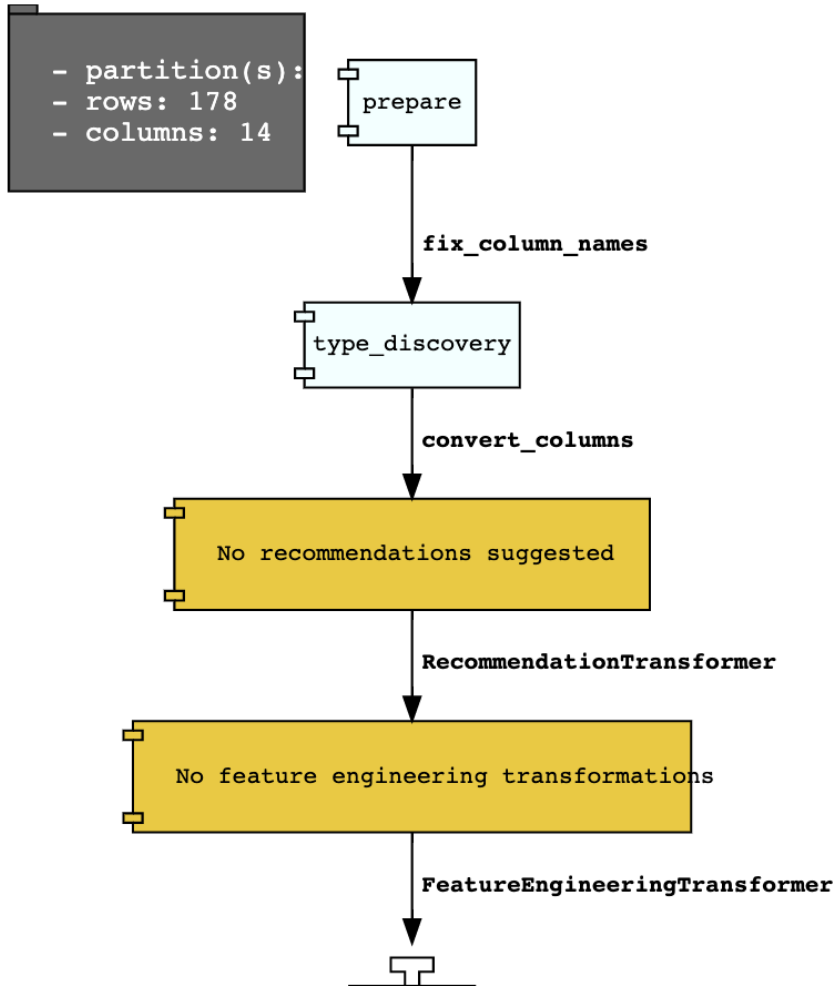 - partition(s):
- rows: 178
- columns: 14
prepare
fix_column_names
type_discovery
convert_columns
No recommendations suggested
RecommendationTransformer
No feature engineering transformations
FeatureEngineeringTransformer